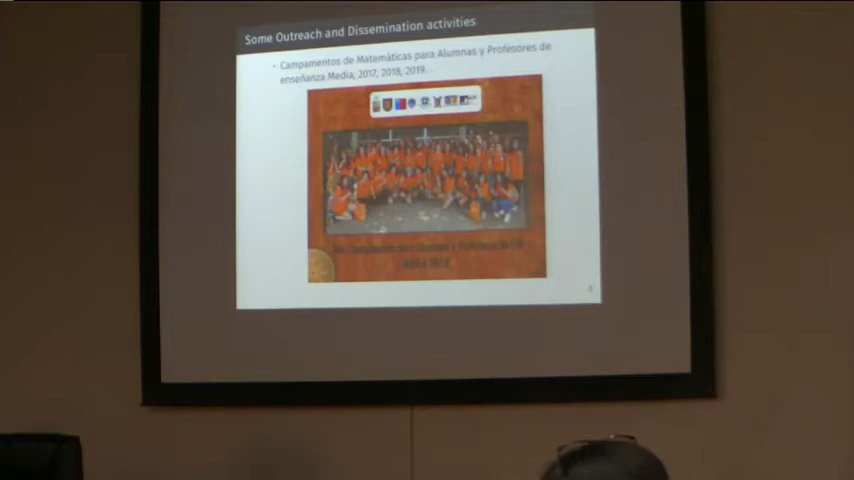 Some Outreach and Dissemination activities
• Campamentos de Matemáticas para Alumnas y Profesores de
enseñanza Media, 2017, 2018, 2019.